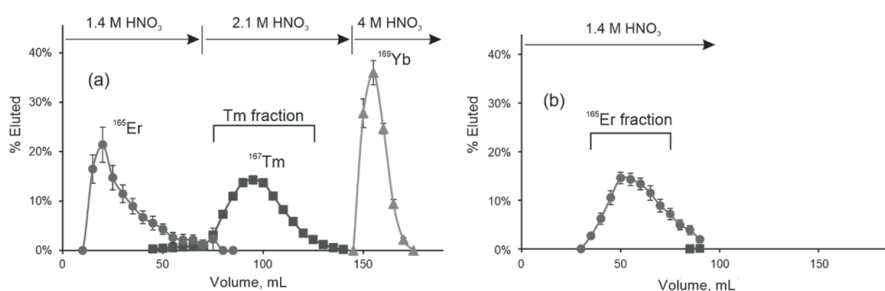 1.4 M HNO₃ 2.1 M HNO₃ 4 M HNO₃
40%
30%
20%
10%
0%
% Eluted
(a)
¹⁶⁵Er
Tm fraction
¹⁶⁷Tm
¹⁶⁹Yb
0 50 100 150
Volume, mL
1.4 M HNO₃
40%
30%
20%
10%
0%
% Eluted
(b)
¹⁶⁵Er fraction
0 50 100 150
Volume, mL